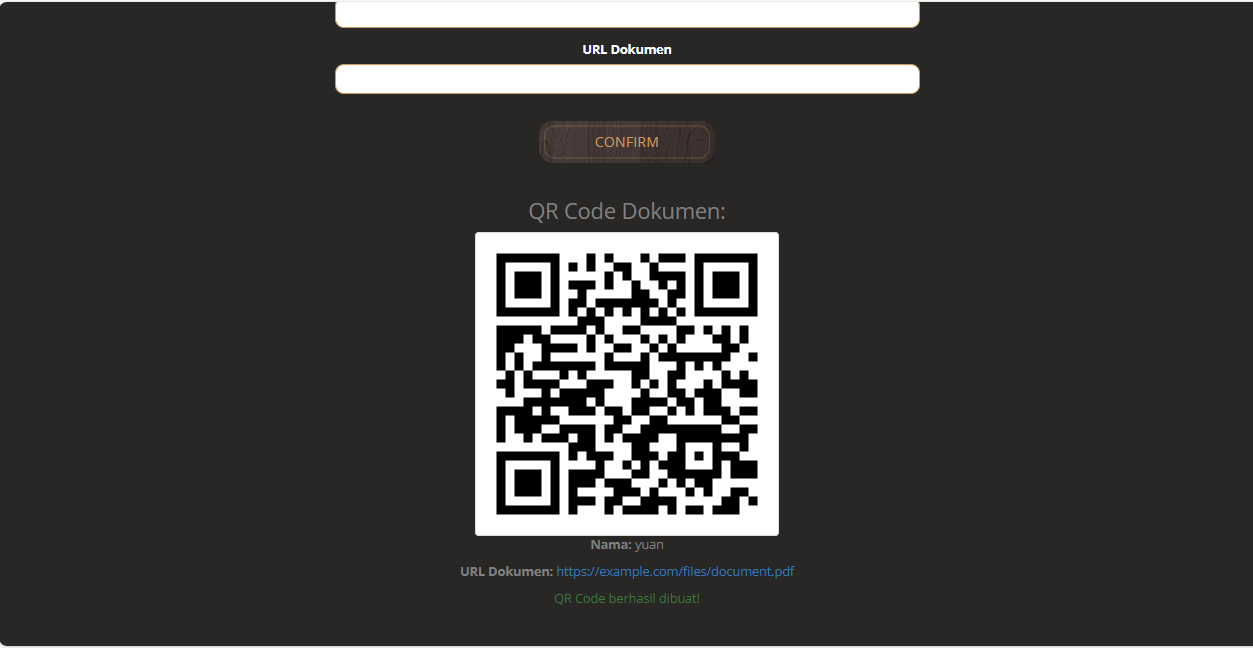 URL Dokumen
CONFIRM
QR Code Dokumen:
Nama: yuan
URL Dokumen: https://example.com/files/document.pdf
QR Code berhasil dibuat!